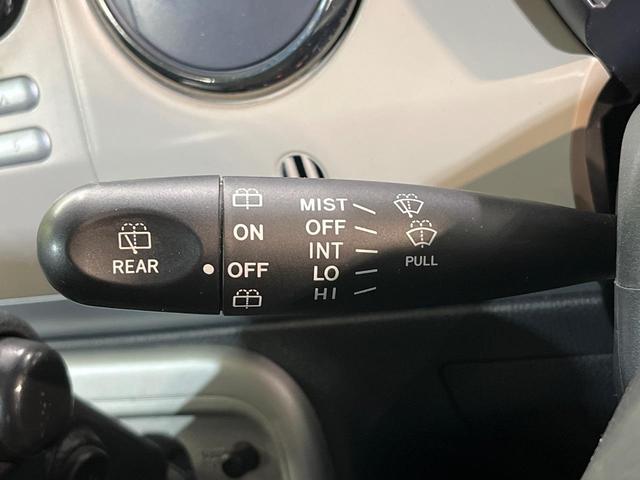 REAR
ON
OFF
MIST
OFF
INT
LO
HI
PULL